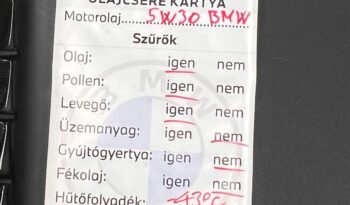 OLAJCSERE KÁRTYA
Motorolaj: 5W30 BMW
Szűrők
Olaj: igen nem
Pollen: igen nem
Levegő: igen nem
Üzemanyag: igen nem
Gyújtógyertya: igen nem
Fékolaj: igen nem
Hűtőfolyadék: -43°C